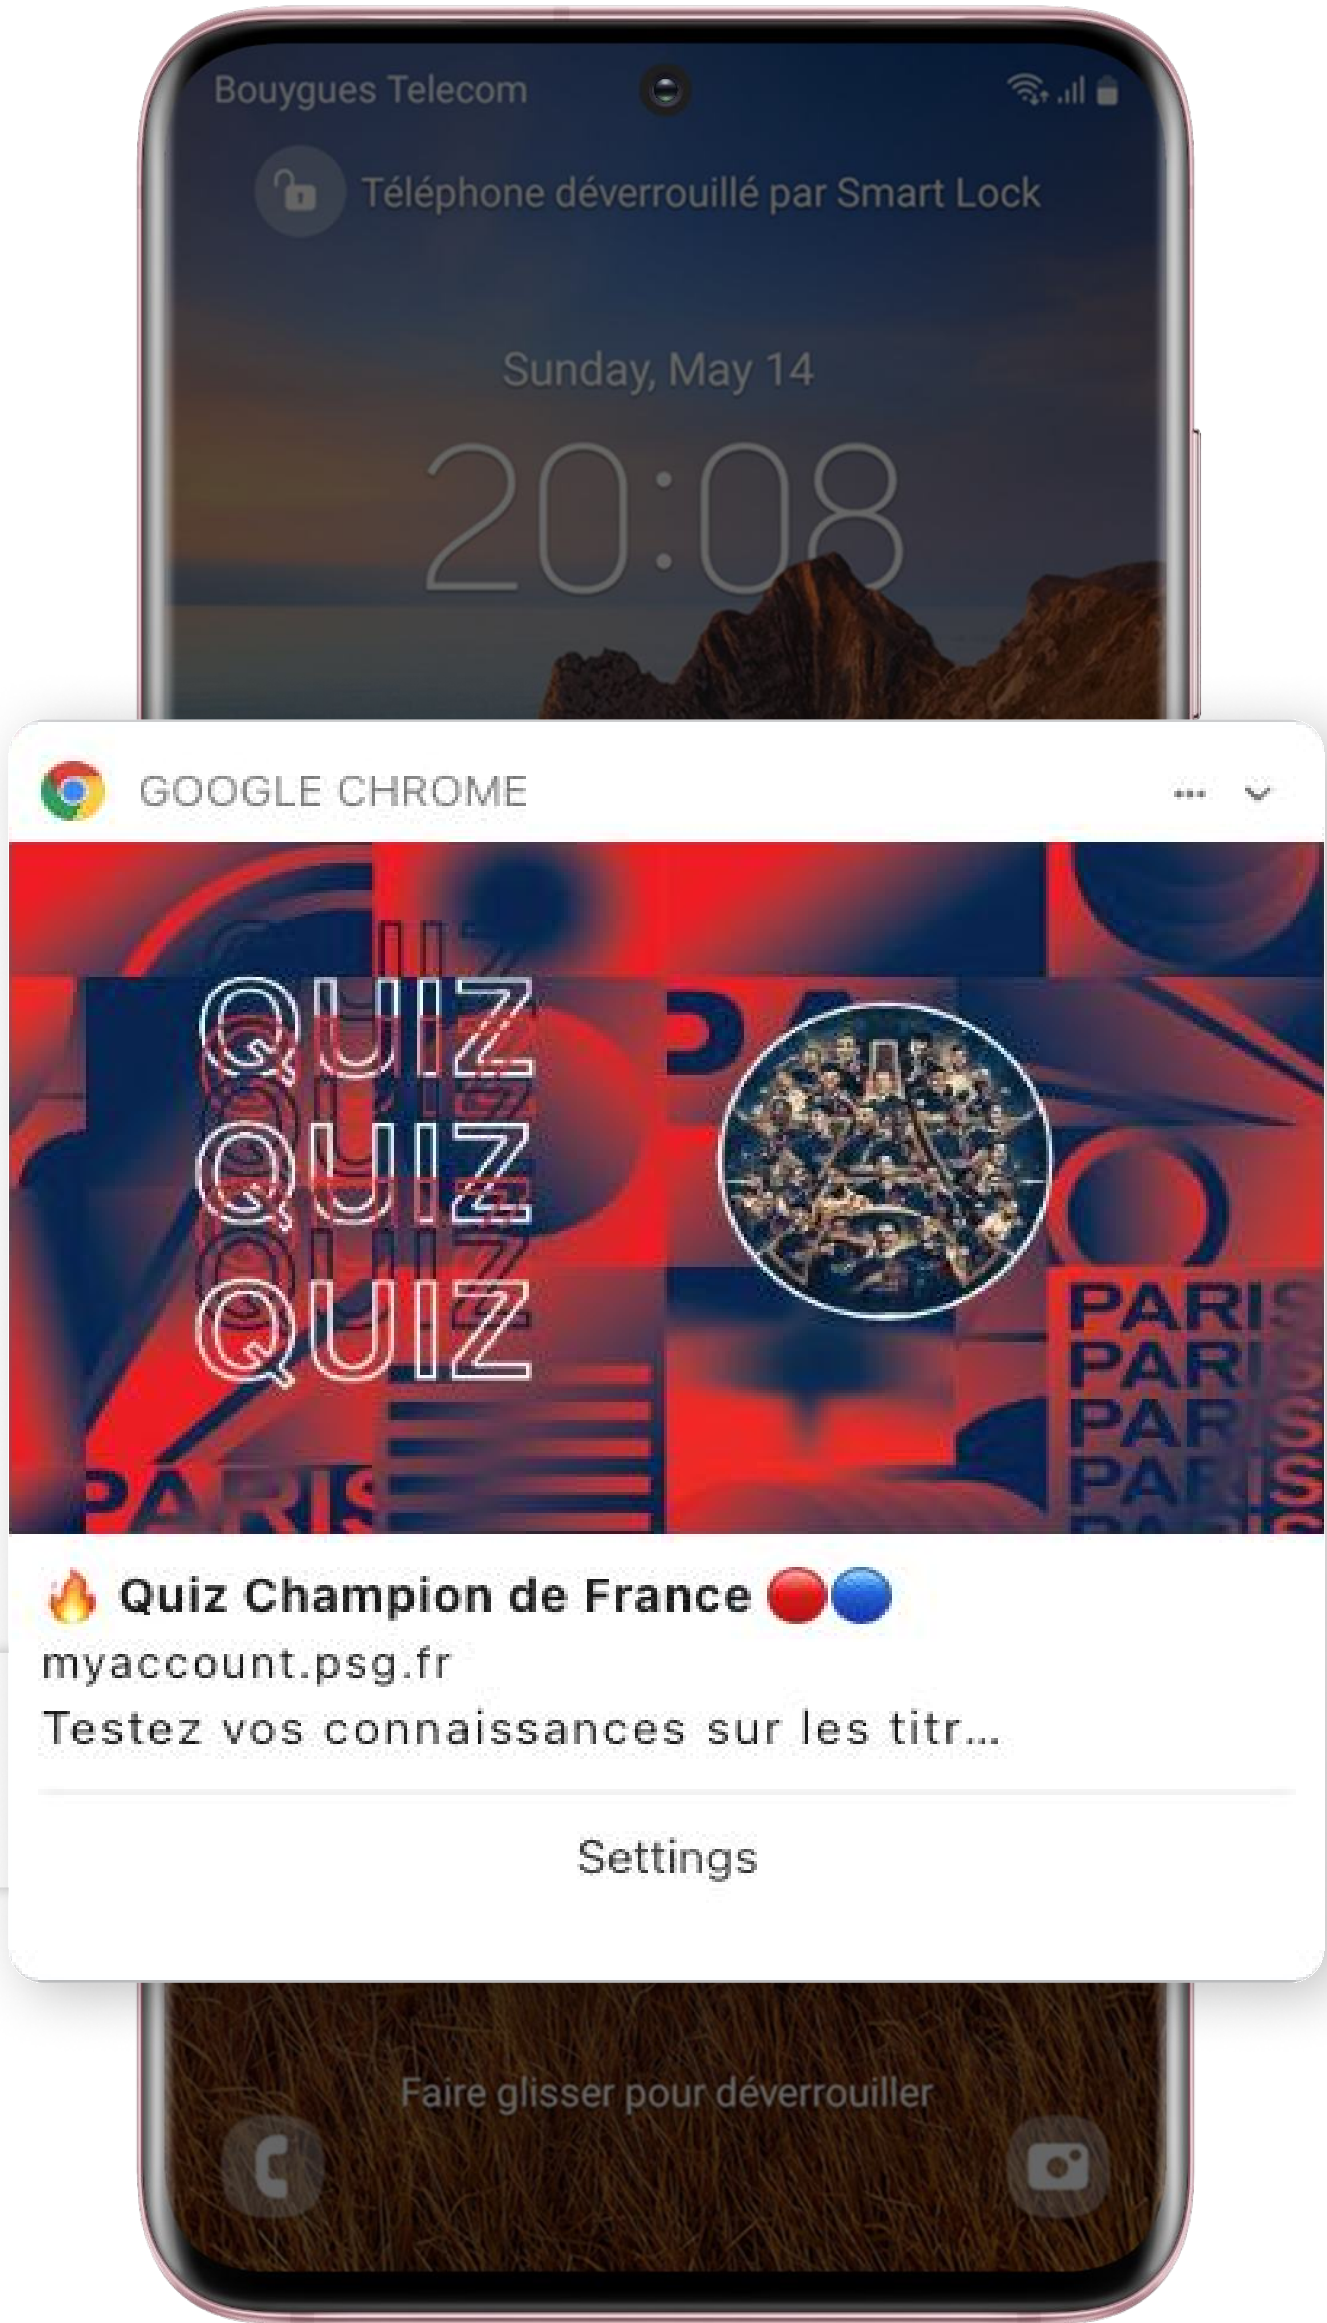 Bouygues Telecom
Téléphone déverrouillé par Smart Lock
Sunday, May 14
20:08
GOOGLE CHROME
QUIZ
QUIZ
QUIZ
PA
PARIS
PARIS
PARIS
PARIS
PARIS
PARIS
🔥 Quiz Champion de France 🔴🔵
myaccount.psg.fr
Testez vos connaissances sur les titr...
Settings
Faire glisser pour déverrouiller